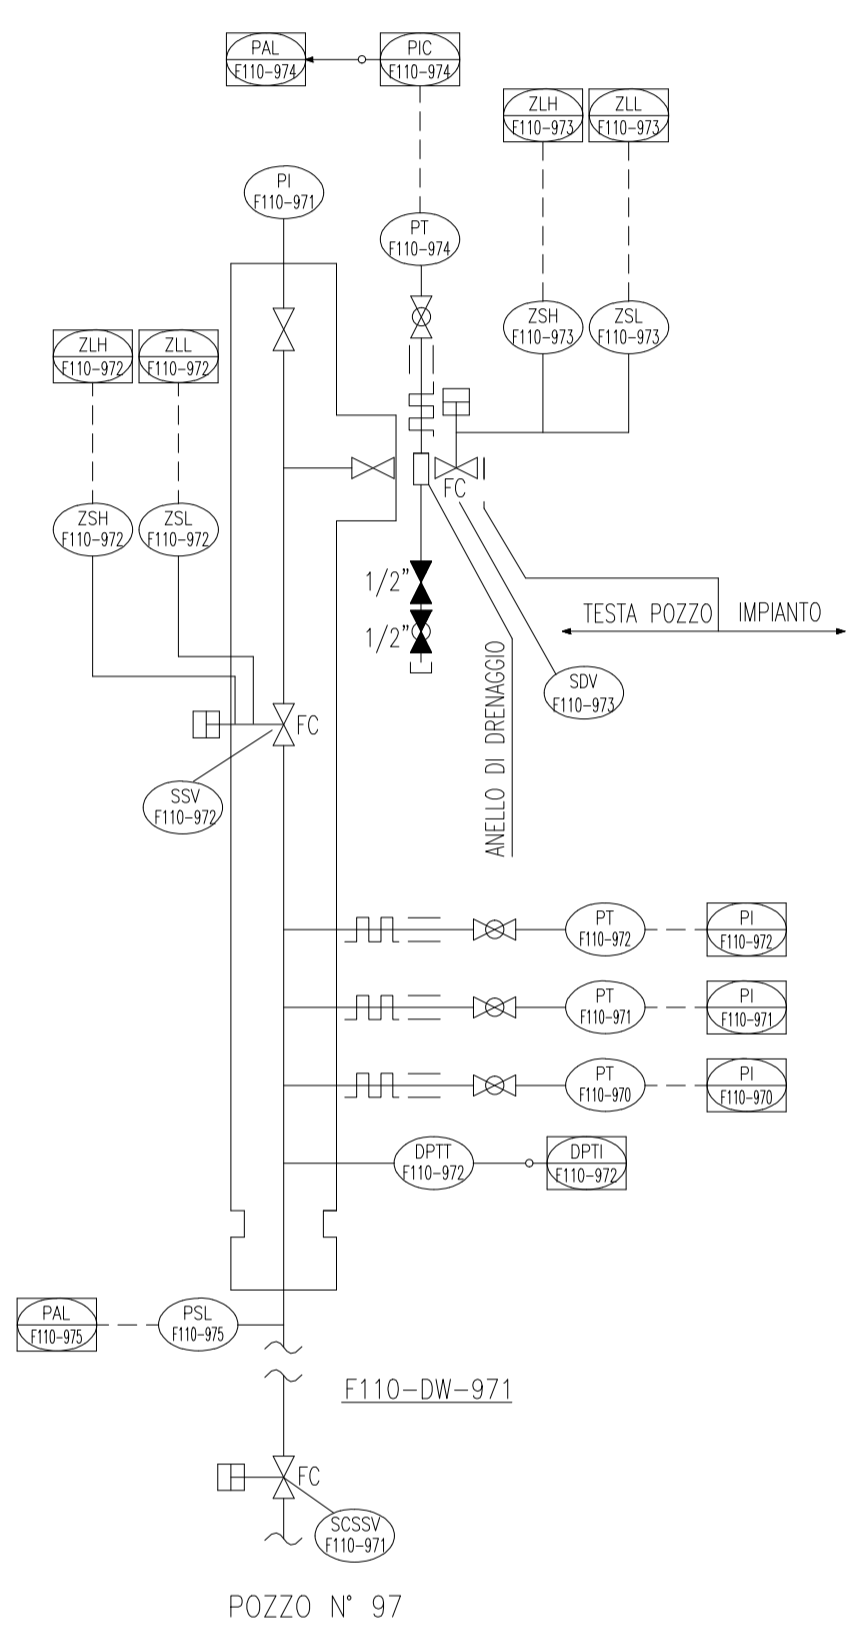 PAL
F110-974
PIC
F110-974
ZLH
F110-973
ZLL
F110-973
PI
F110-971
PT
F110-974
ZSH
F110-973
ZSL
F110-973
ZLH
F110-972
ZLL
F110-972
FC
ZSH
F110-972
ZSL
F110-972
1/2"
1/2"
TESTA POZZO
IMPIANTO
ANELLO DI DRENAGGIO
SDV
F110-973
FC
SSV
F110-972
PT
F110-972
PI
F110-972
PT
F110-971
PI
F110-971
PT
F110-970
PI
F110-970
DPTT
F110-972
DPTI
F110-972
PAL
F110-975
PSL
F110-975
F110-DW-971
FC
SCSSV
F110-971
POZZO N° 97